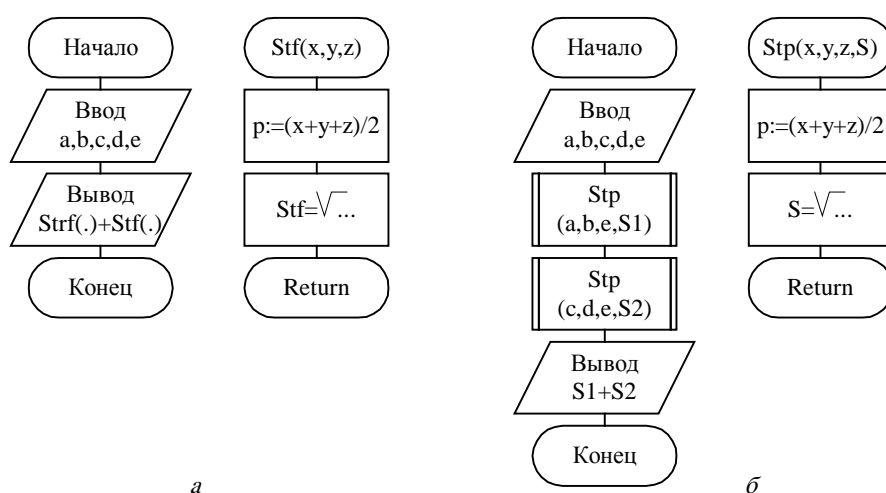 Начало
Ввод
a,b,c,d,e
Вывод
Strf(.)+Stf(.)
Конец
Stf(x,y,z)
p:=(x+y+z)/2
Stf=√...
Return
а
Начало
Ввод
a,b,c,d,e
Stp
(a,b,e,S1)
Stp
(c,d,e,S2)
Вывод
S1+S2
Конец
Stp(x,y,z,S)
p:=(x+y+z)/2
S=√...
Return
б